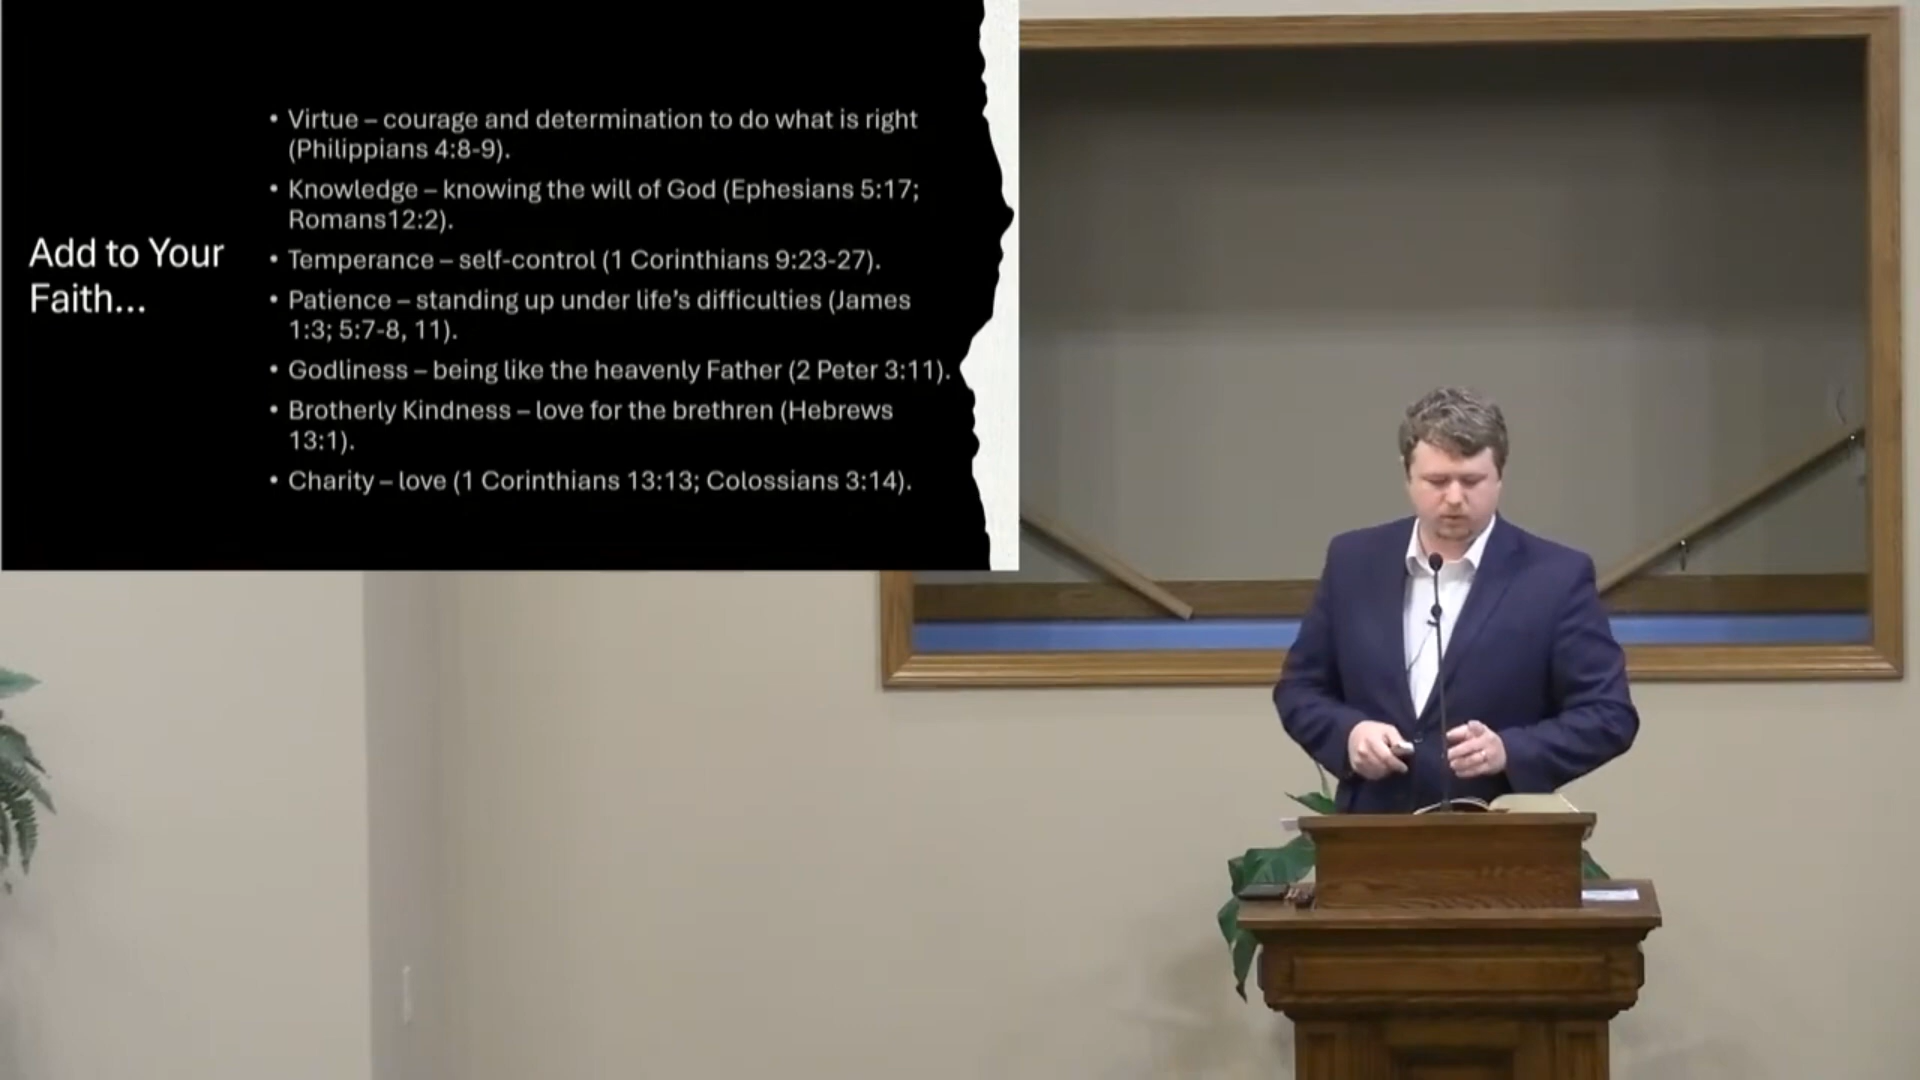 Add to Your
Faith...
• Virtue – courage and determination to do what is right
(Philippians 4:8-9).
• Knowledge – knowing the will of God (Ephesians 5:17;
Romans12:2).
• Temperance – self-control (1 Corinthians 9:23-27).
• Patience – standing up under life’s difficulties (James
1:3; 5:7-8, 11).
• Godliness – being like the heavenly Father (2 Peter 3:11).
• Brotherly Kindness – love for the brethren (Hebrews
13:1).
• Charity – love (1 Corinthians 13:13; Colossians 3:14).